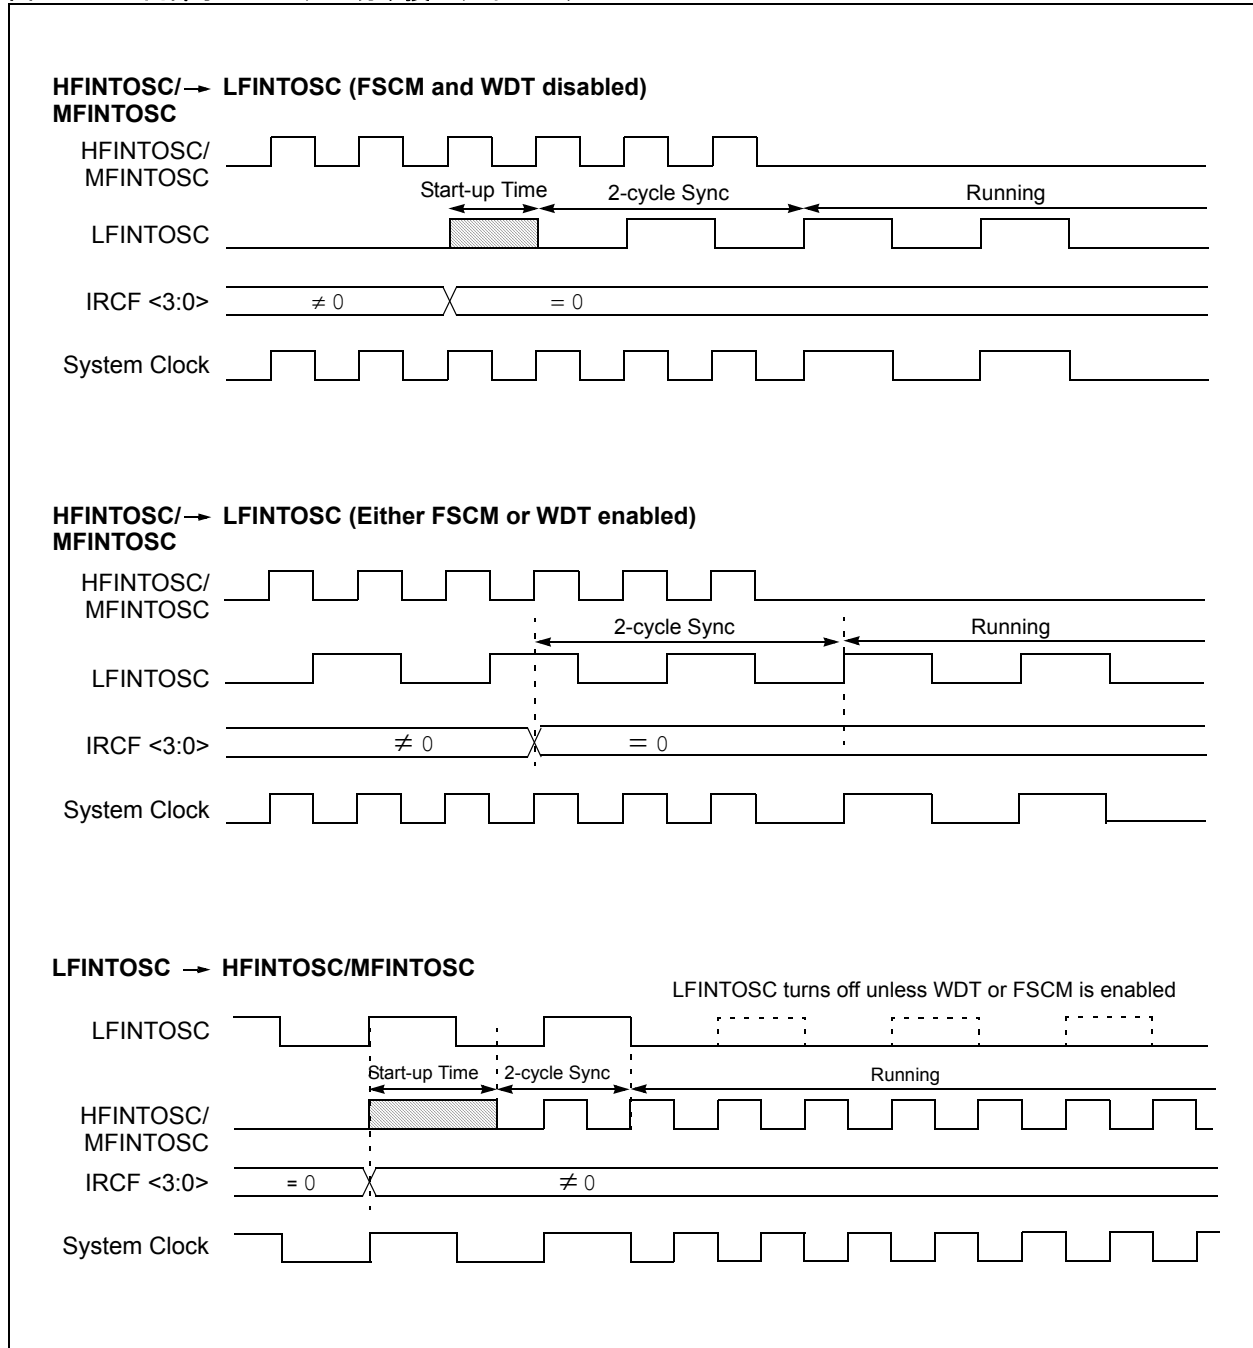 HFINTOSC/→ LFINTOSC (FSCM and WDT disabled)
MFINTOSC
HFINTOSC/
MFINTOSC
Start-up Time 2-cycle Sync Running
LFINTOSC
IRCF <3:0> ≠ 0 = 0
System Clock
HFINTOSC/→ LFINTOSC (Either FSCM or WDT enabled)
MFINTOSC
HFINTOSC/
MFINTOSC
2-cycle Sync Running
LFINTOSC
IRCF <3:0> ≠ 0 = 0
System Clock
LFINTOSC → HFINTOSC/MFINTOSC
LFINTOSC turns off unless WDT or FSCM is enabled
LFINTOSC
Start-up Time 2-cycle Sync Running
HFINTOSC/
MFINTOSC
IRCF <3:0> = 0 ≠ 0
System Clock